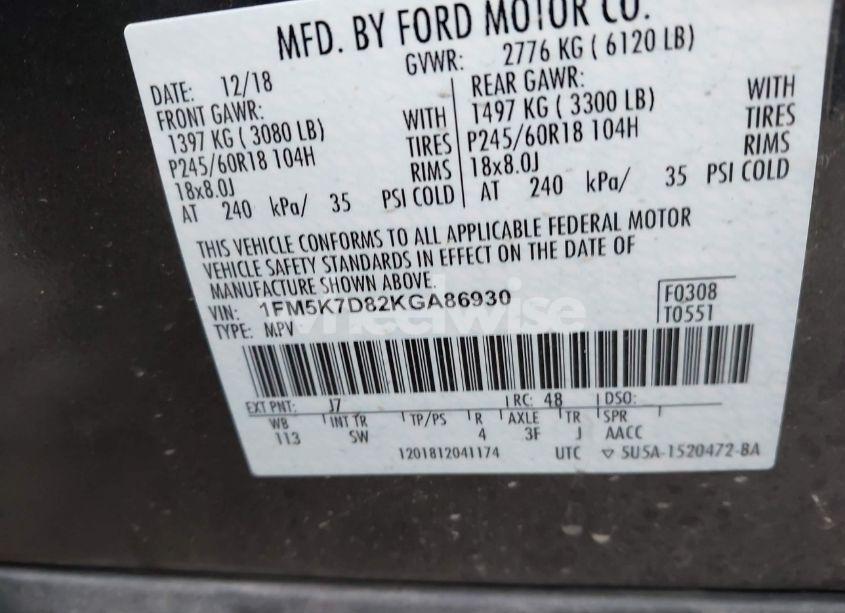 MFD. BY FORD MOTOR CO.
DATE: 12/18 GVWR: 2776 KG ( 6120 LB)
FRONT GAWR: WITH REAR GAWR: WITH
1397 KG ( 3080 LB) TIRES 1497 KG ( 3300 LB) TIRES
P245/60R18 104H RIMS P245/60R18 104H RIMS
18x8.0J 18x8.0J
AT 240 kPa/ 35 PSI COLD AT 240 kPa/ 35 PSI COLD
THIS VEHICLE CONFORMS TO ALL APPLICABLE FEDERAL MOTOR
VEHICLE SAFETY STANDARDS IN EFFECT ON THE DATE OF
MANUFACTURE SHOWN ABOVE.
VIN: 1FM5K7D82KGA86930 F0308
TYPE: MPV T0551
wheelwise
EXT PNT: J7 RC: 48 DSO:
WB INT TR TP/PS R AXLE TR SPR
113 SW 4 3F J AACC
1201812041174 UTC ▽ 5U5A-1520472-BA